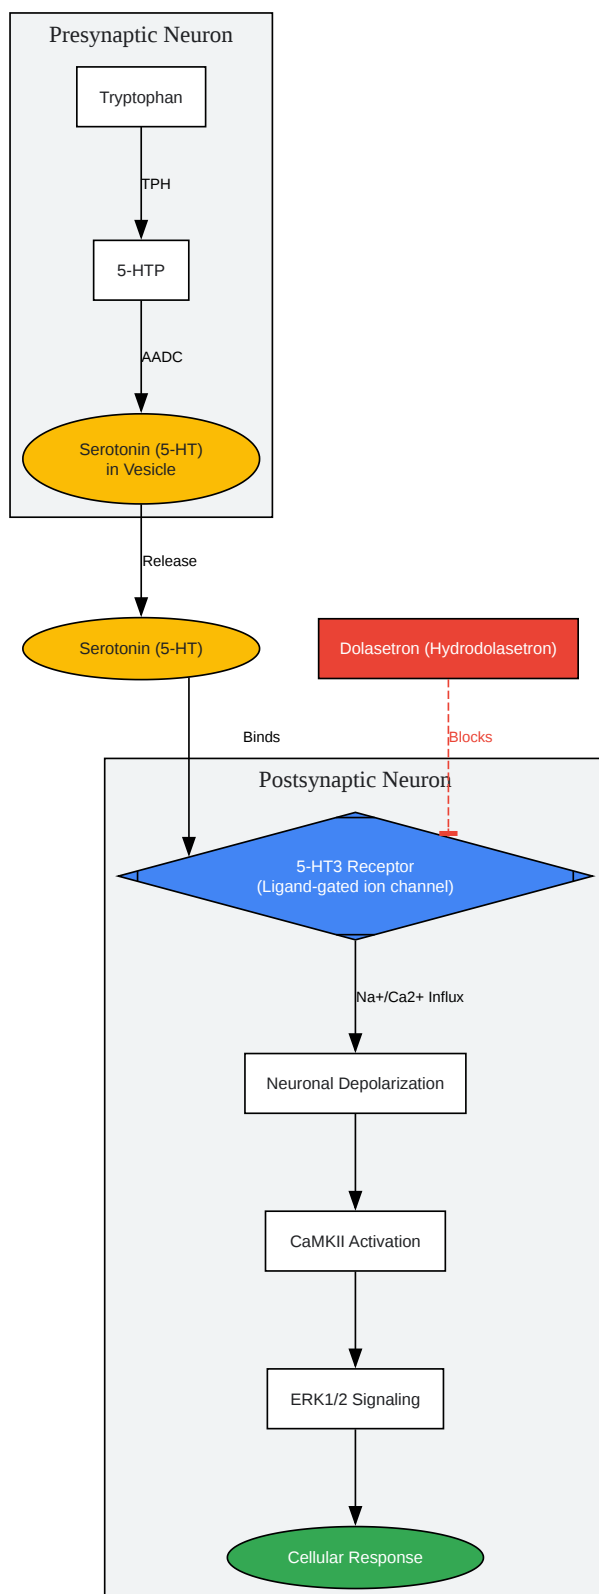 Presynaptic Neuron
Tryptophan
TPH
5-HTP
AADC
Serotonin (5-HT)
in Vesicle
Release
Serotonin (5-HT)
Dolasetron (Hydrodolasetron)
Binds
Blocks
Postsynaptic Neuron
5-HT3 Receptor
(Ligand-gated ion channel)
Na+/Ca2+ Influx
Neuronal Depolarization
CaMKII Activation
ERK1/2 Signaling
Cellular Response